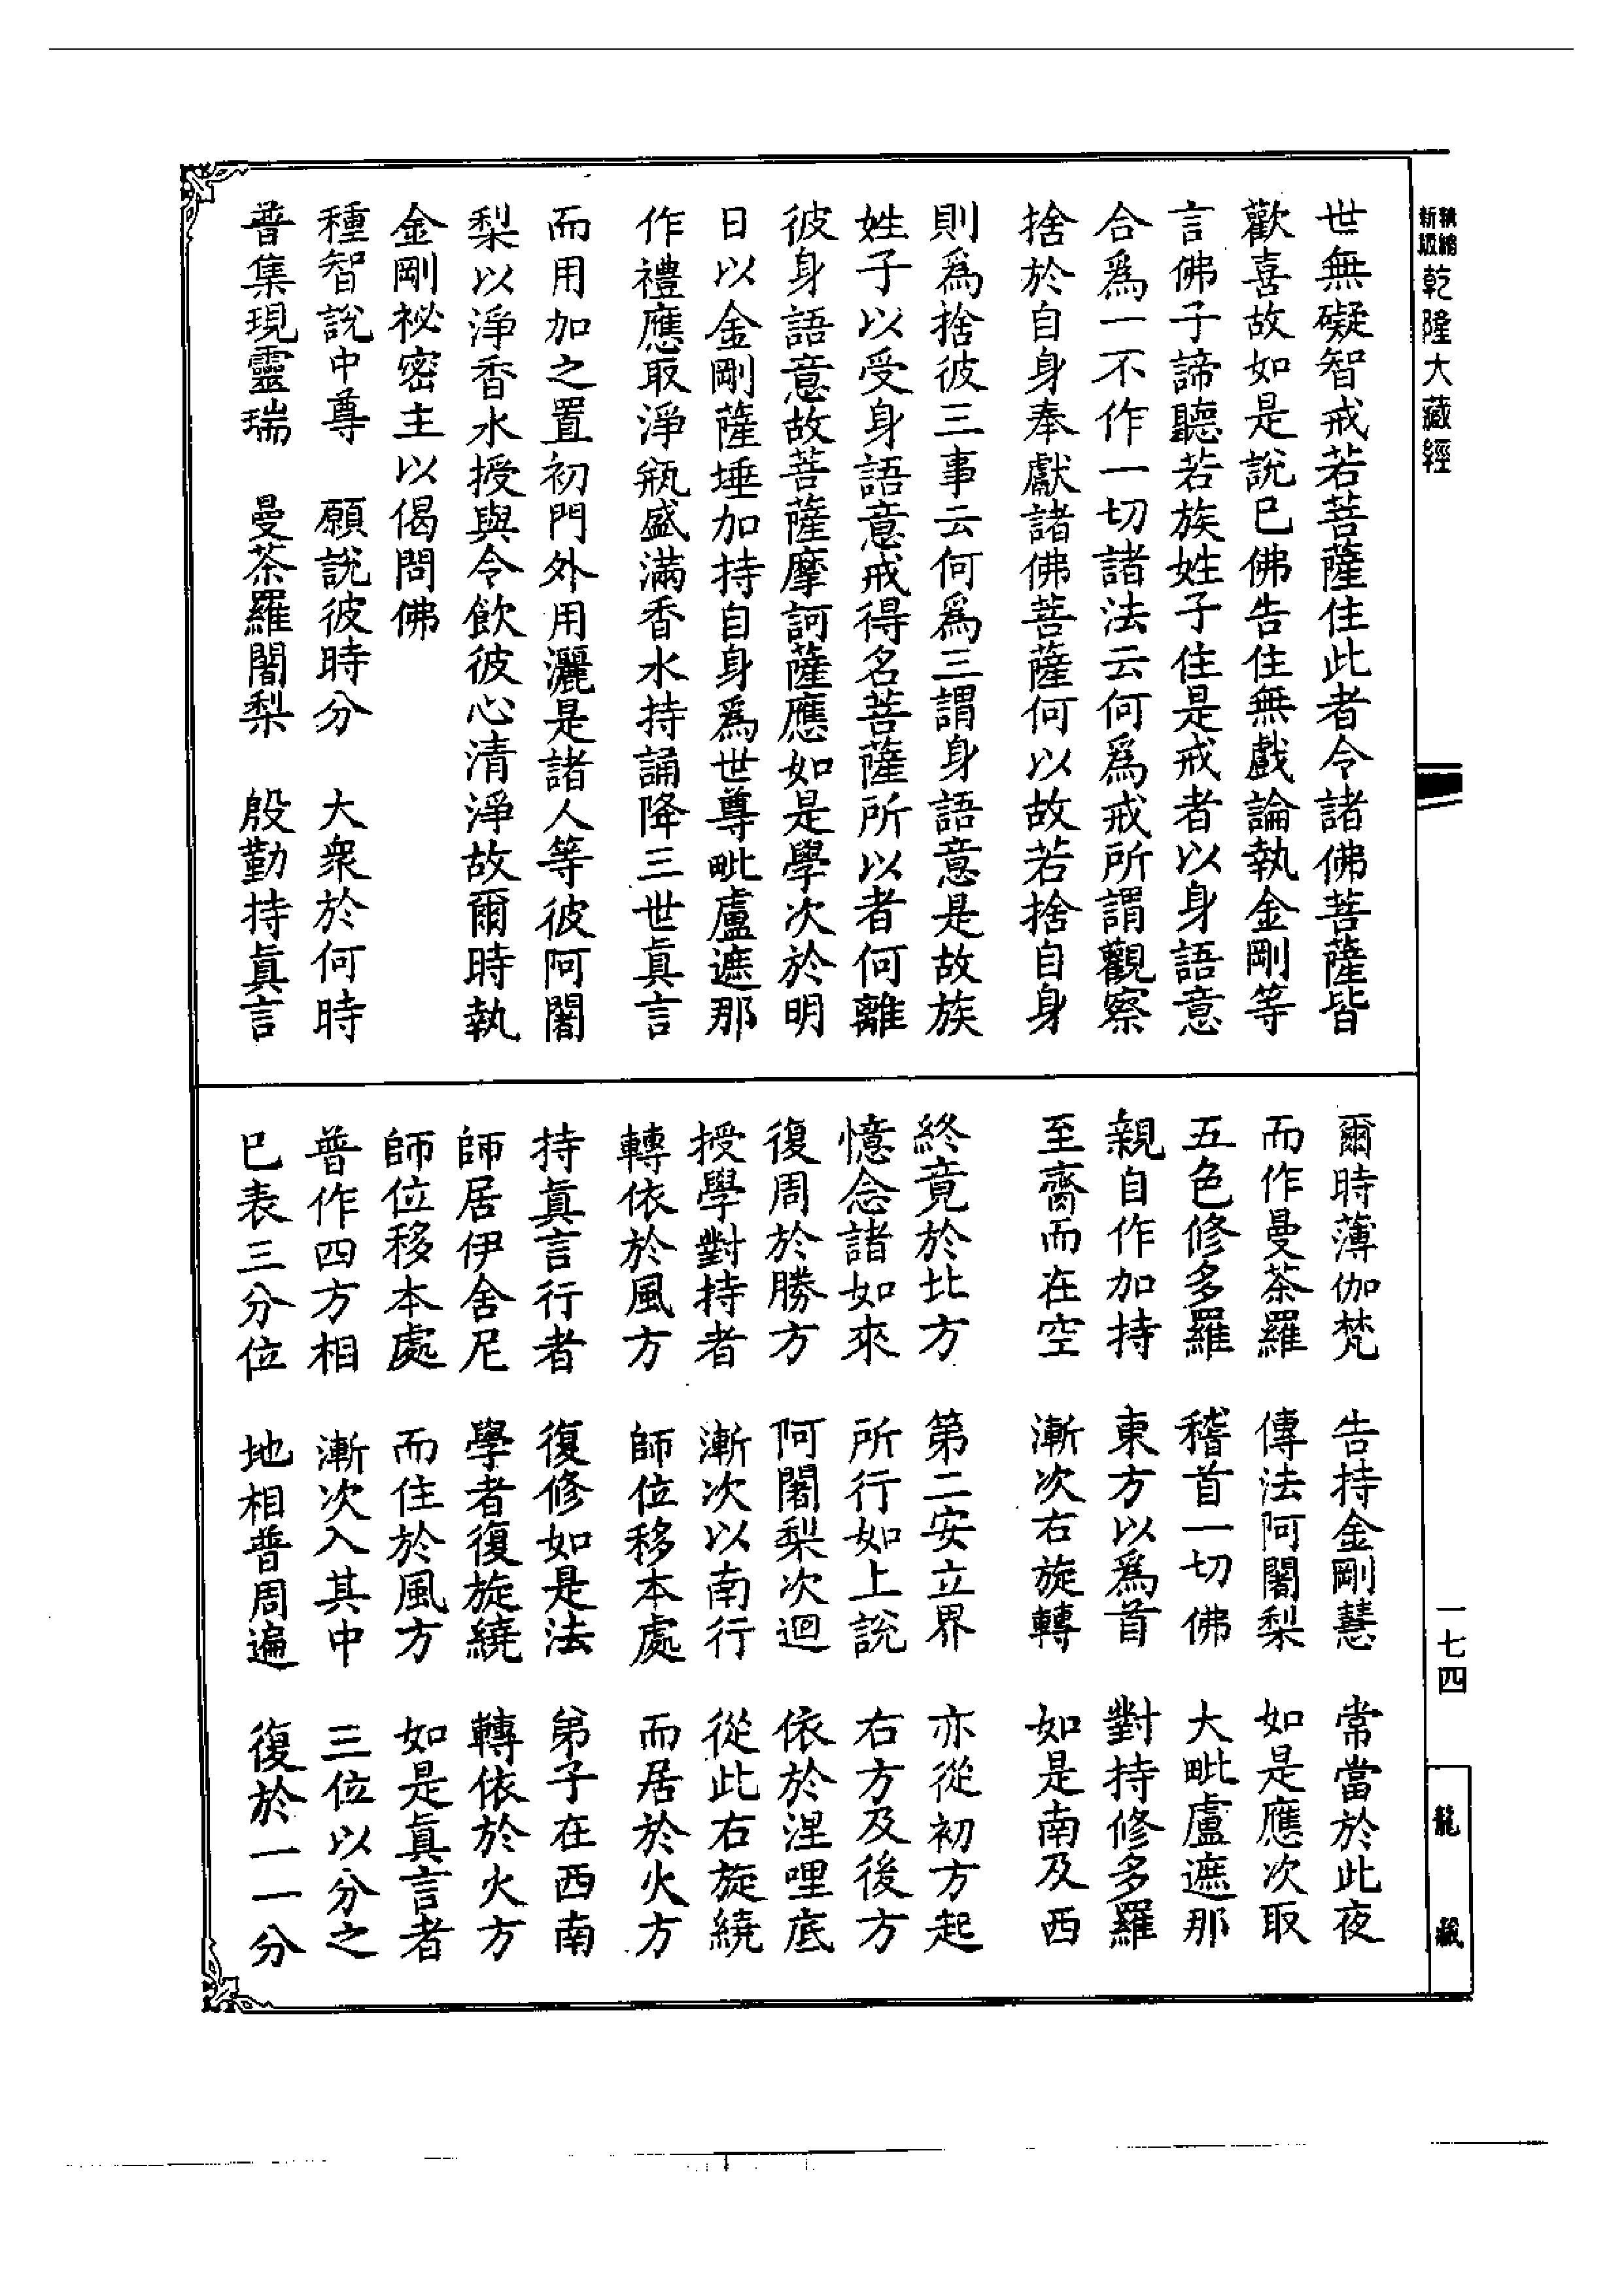 新縮
版
乾隆大藏經
世無礙智戒若菩薩住此者令諸佛菩薩皆
歡喜故如是說已佛告住無戲論執金剛等
言佛子諦聽若族姓子住是戒者以身語意
合爲一不作一切諸法云何爲戒所謂觀察
捨於自身奉獻諸佛菩薩何以故若捨自身
則爲捨彼三事云何爲三謂身語意是故族
姓子以受身語意戒得名菩薩所以者何離
彼身語意故菩薩摩訶薩應如是學次於明
日以金剛薩埵加持自身爲世尊毗盧遮那
作禮應取淨瓶盛滿香水持誦降三世真言
而用加之置初門外用灑是諸人等彼阿闍
梨以淨香水授與令飲彼心清淨故爾時執
金剛祕密主以偈問佛
種智說中尊　願說彼時分　大衆於何時
普集現靈瑞　曼荼羅闍梨　慇勤持真言
爾時薄伽梵　告持金剛慧　常當於此夜
而作曼荼羅　傳法阿闍梨　如是應次取
五色修多羅　稽首一切佛　大毗盧遮那
親自作加持　東方以爲首　對持修多羅
至齎而在空　漸次右旋轉　如是南及西
終竟於北方　第二安立界　亦從初方起
憶念諸如來　所行如上說　右方及後方
復周於勝方　阿闍梨次迴　依於涅哩底
授學對持者　漸次以南行　從此右旋繞
轉依於風方　師位移本處　而居於火方
持真言行者　復修如是法　弟子在西南
師居伊舍尼　學者復旋繞　轉依於火方
師位移本處　而住於風方　如是真言者
普作四方相　漸次入其中　三位以分之
已表三分位　地相普周遍　復於一一分
一七四
龍藏